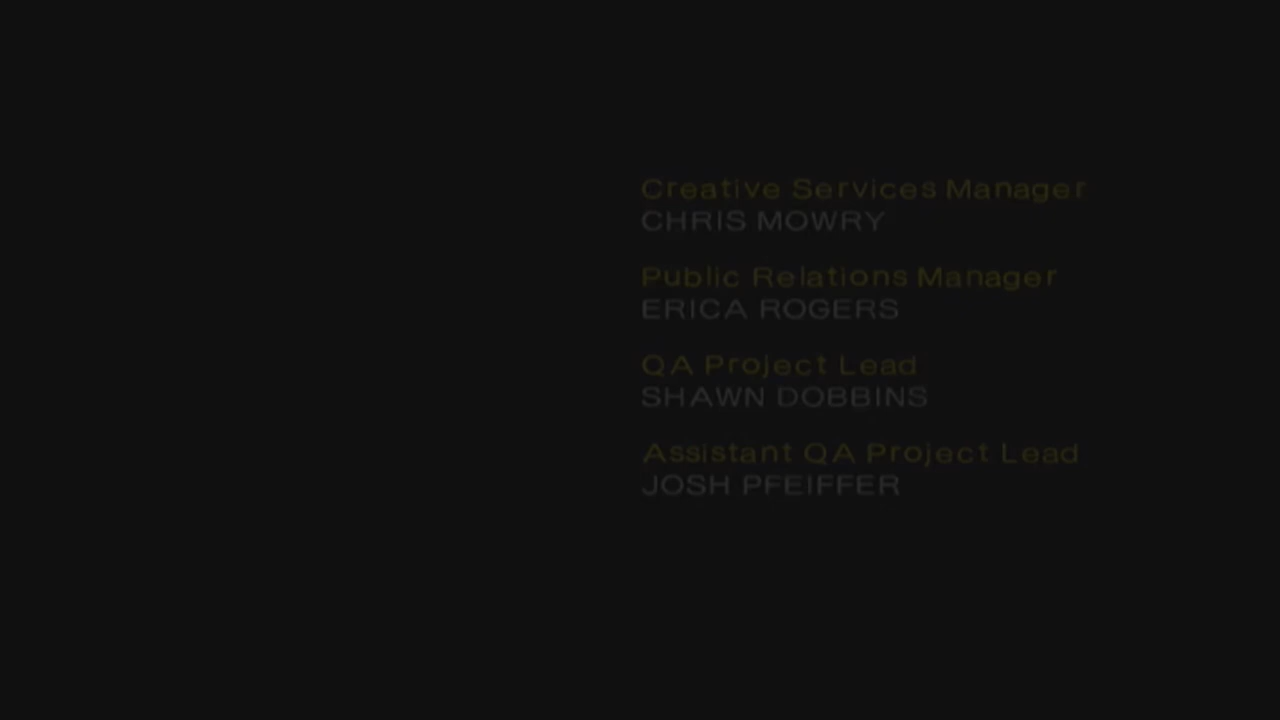 Creative Services Manager
CHRIS MOWRY
Public Relations Manager
ERICA ROGERS
QA Project Lead
SHAWN DOBBINS
Assistant QA Project Lead
JOSH PFEIFFER